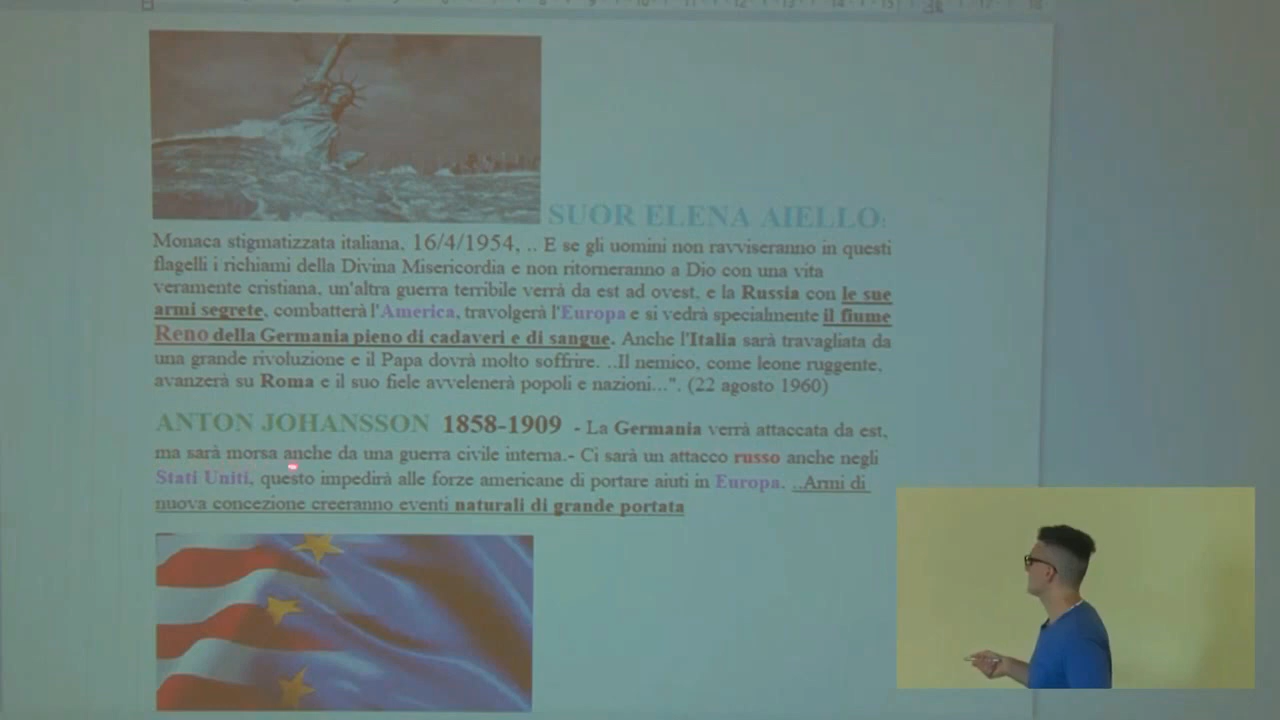 SUOR ELENA AIELLO:
Monaca stigmatizzata italiana, 16/4/1954, .. E se gli uomini non ravviseranno in questi
flagelli i richiami della Divina Misericordia e non ritorneranno a Dio con una vita
veramente cristiana, un'altra guerra terribile verrà da est ad ovest, e la Russia con le sue
armi segrete, combatterà l'America, travolgerà l'Europa e si vedrà specialmente il fiume
Reno della Germania pieno di cadaveri e di sangue. Anche l'Italia sarà travagliata da
una grande rivoluzione e il Papa dovrà molto soffrire. ..Il nemico, come leone ruggente,
avanzerà su Roma e il suo fiele avvelenerà popoli e nazioni...". (22 agosto 1960)
ANTON JOHANSSON 1858-1909 - La Germania verrà attaccata da est,
ma sarà morsa anche da una guerra civile interna.- Ci sarà un attacco russo anche negli
Stati Uniti, questo impedirà alle forze americane di portare aiuti in Europa. ..Armi di
nuova concezione creeranno eventi naturali di grande portata